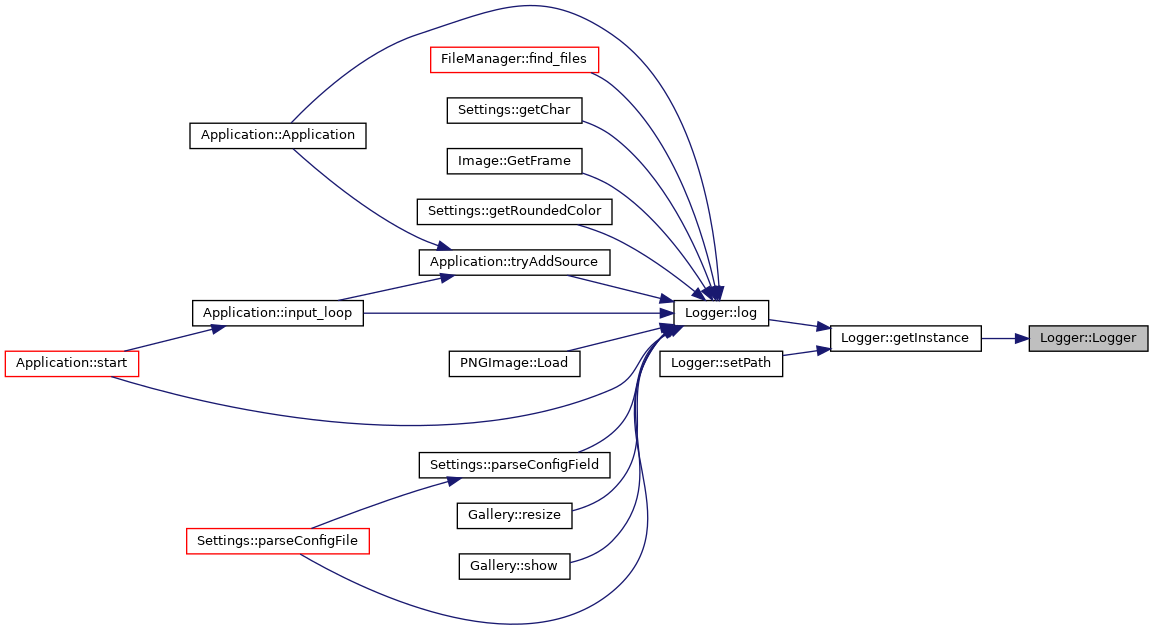 FileManager::find_files
Settings::getChar
Application::Application
Image::GetFrame
Settings::getRoundedColor
Application::tryAddSource
Application::input_loop
Logger::log
Logger::getInstance
Logger::Logger
Application::start
PNGImage::Load
Logger::setPath
Settings::parseConfigField
Gallery::resize
Settings::parseConfigFile
Gallery::show